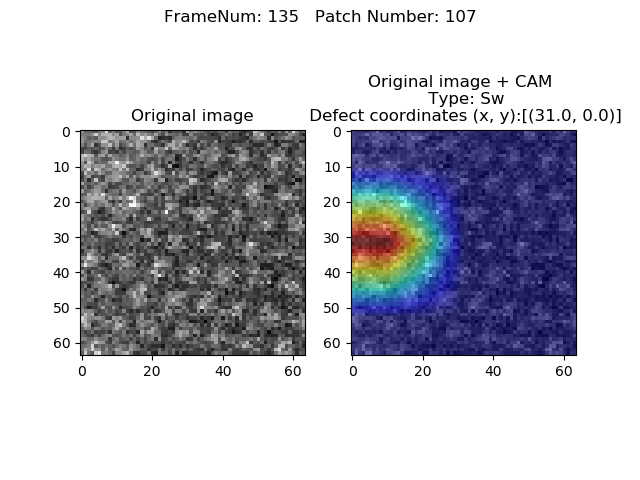 FrameNum: 135   Patch Number: 107
Original image
0
10
20
30
40
50
60
0 20 40 60
Original image + CAM
Type: Sw
Defect coordinates (x, y):[(31.0, 0.0)]
0
10
20
30
40
50
60
0 20 40 60